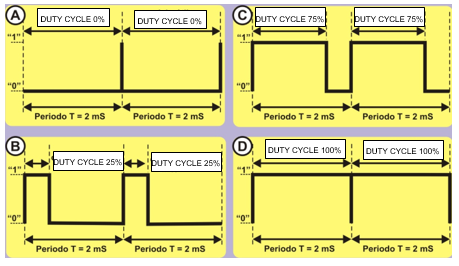 A
DUTY CYCLE 0% DUTY CYCLE 0%
"1"
"0"
Periodo T = 2 mS Periodo T = 2 mS
C
DUTY CYCLE 75% DUTY CYCLE 75%
"1"
"0"
Periodo T = 2 mS Periodo T = 2 mS
B
DUTY CYCLE 25% DUTY CYCLE 25%
"1"
"0"
Periodo T = 2 mS Periodo T = 2 mS
D
DUTY CYCLE 100% DUTY CYCLE 100%
"1"
"0"
Periodo T = 2 mS Periodo T = 2 mS